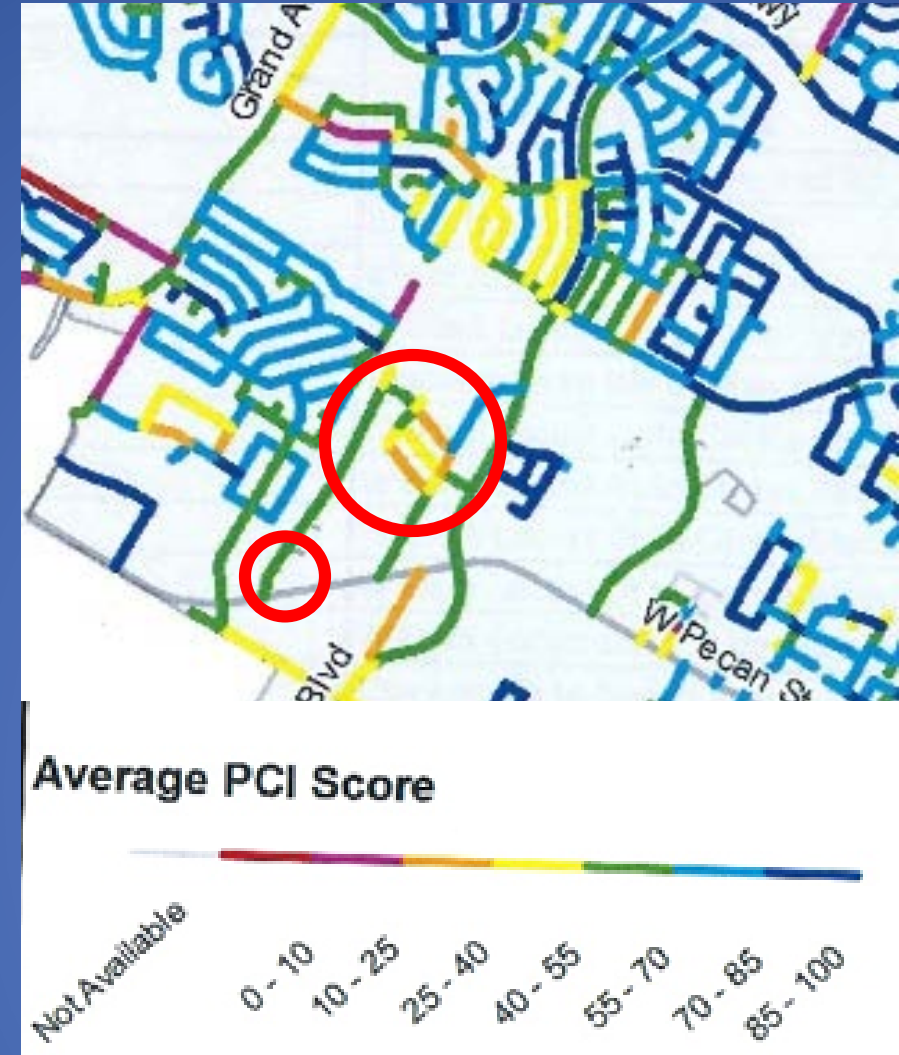 Grand A
wy
W Pecan St
Blvd
Average PCI Score
Not Available
0 - 10
10 - 25
25 - 40
40 - 55
55 - 70
70 - 85
85 - 100